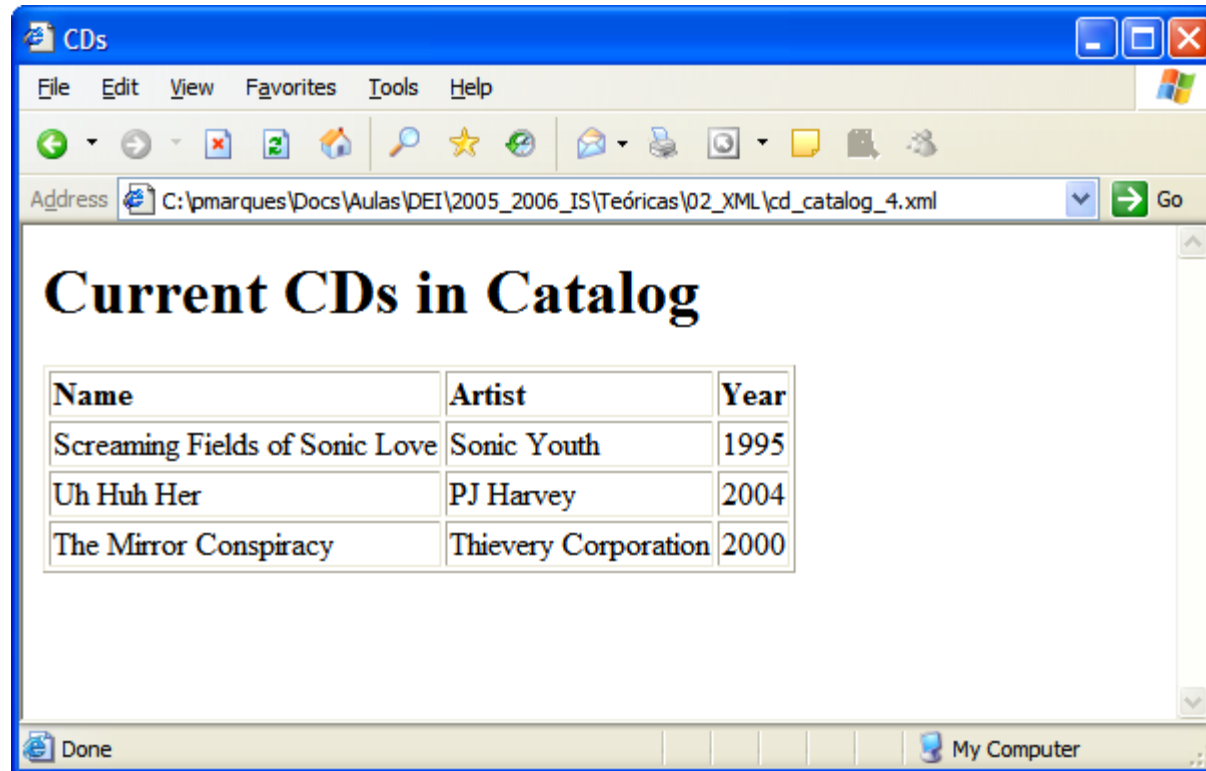 CDs
File Edit View Favorites Tools Help
Address C:\pmarques\Docs\Aulas\DEI\2005_2006_IS\Teóricas\02_XML\cd_catalog_4.xml Go
Current CDs in Catalog
Name Artist Year
Screaming Fields of Sonic Love Sonic Youth 1995
Uh Huh Her PJ Harvey 2004
The Mirror Conspiracy Thievery Corporation 2000
Done My Computer